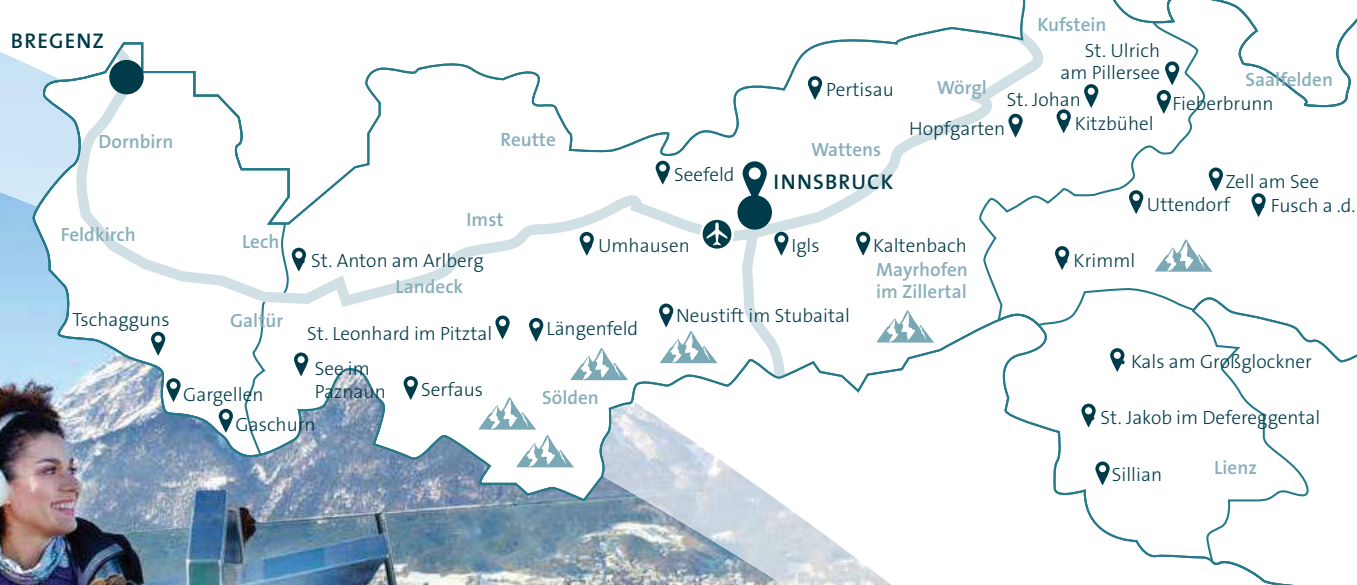 BREGENZ
Kufstein
St. Ulrich
am Pillersee
Saalfelden
Pertisau
Wörgl
St. Johan
Fieberbrunn
Hopfgarten
Kitzbühel
Dornbirn
Reutte
Wattens
Seefeld
INNSBRUCK
Zell am See
Uttendorf
Fusch a .d.
Imst
Feldkirch
Lech
Umhausen
Igls
Kaltenbach
St. Anton am Arlberg
Krimml
Mayrhofen
im Zillertal
Landeck
Tschagguns
Galtür
Neustift im Stubaital
St. Leonhard im Pitztal
Längenfeld
See im
Paznaun
Kals am Großglockner
Serfaus
Gargellen
Sölden
Gaschurn
St. Jakob im Defereggental
Lienz
Sillian